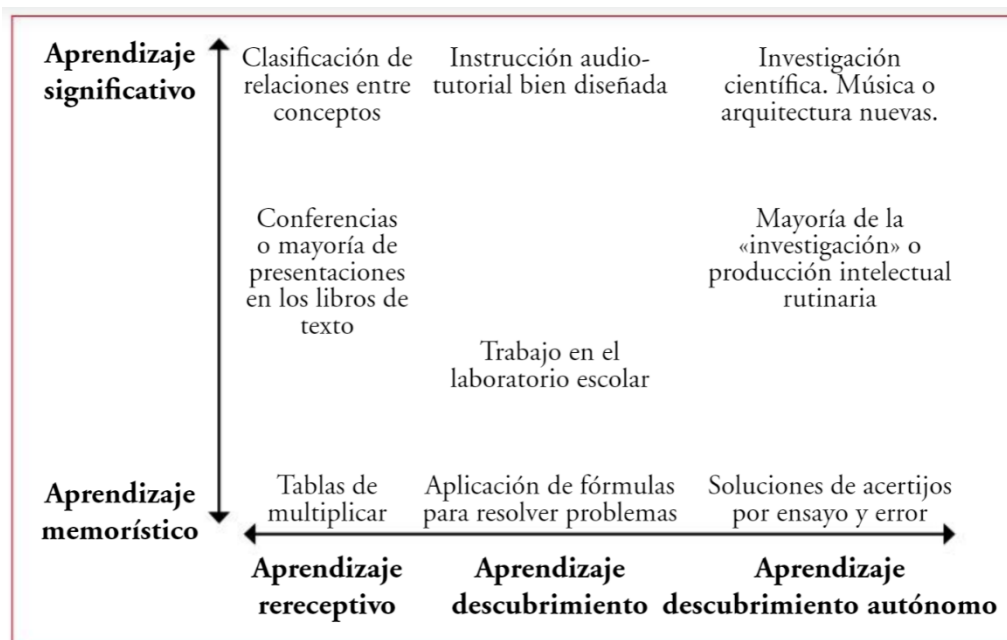 Aprendizaje
significativo
Clasificación de
relaciones entre
conceptos
Instrucción audio-
tutorial bien diseñada
Investigación
científica. Música o
arquitectura nuevas.
Conferencias
o mayoría de
presentaciones
en los libros de
texto
Mayoría de la
«investigación» o
producción intelectual
rutinaria
Trabajo en el
laboratorio escolar
Aprendizaje
memorístico
Tablas de
multiplicar
Aplicación de fórmulas
para resolver problemas
Soluciones de acertijos
por ensayo y error
Aprendizaje
rereceptivo
Aprendizaje
descubrimiento
Aprendizaje
descubrimiento autónomo